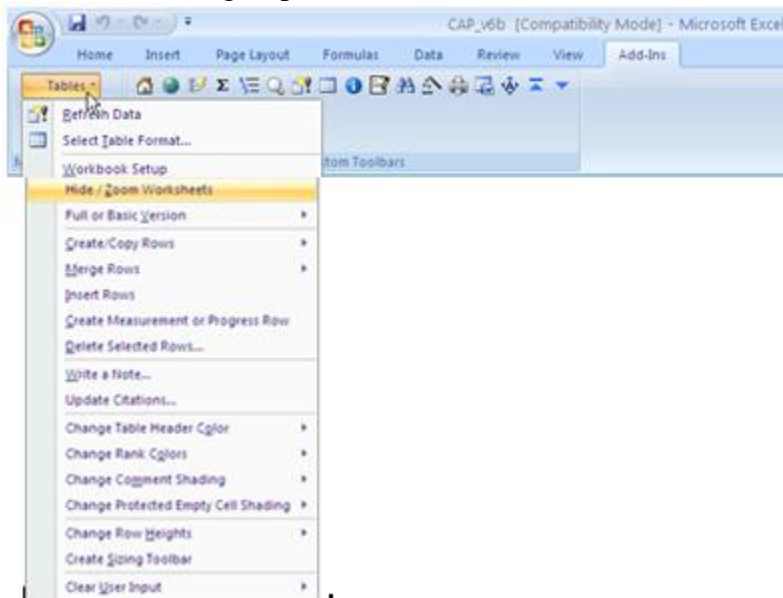 CAP_v6b [Compatibility Mode] - Microsoft Excel
Home Insert Page Layout Formulas Data Review View Add-Ins
Tables
Refresh Data
Select Table Format...
Workbook Setup
tom Toolbars
Hide / Zoom Worksheets
Full or Basic Version
Create/Copy Rows
Merge Rows
Insert Rows
Create Measurement or Progress Row
Delete Selected Rows...
Write a Note...
Update Citations...
Change Table Header Color
Change Rank Colors
Change Comment Shading
Change Protected Empty Cell Shading
Change Row Heights
Create Sizing Toolbar
Clear User Input